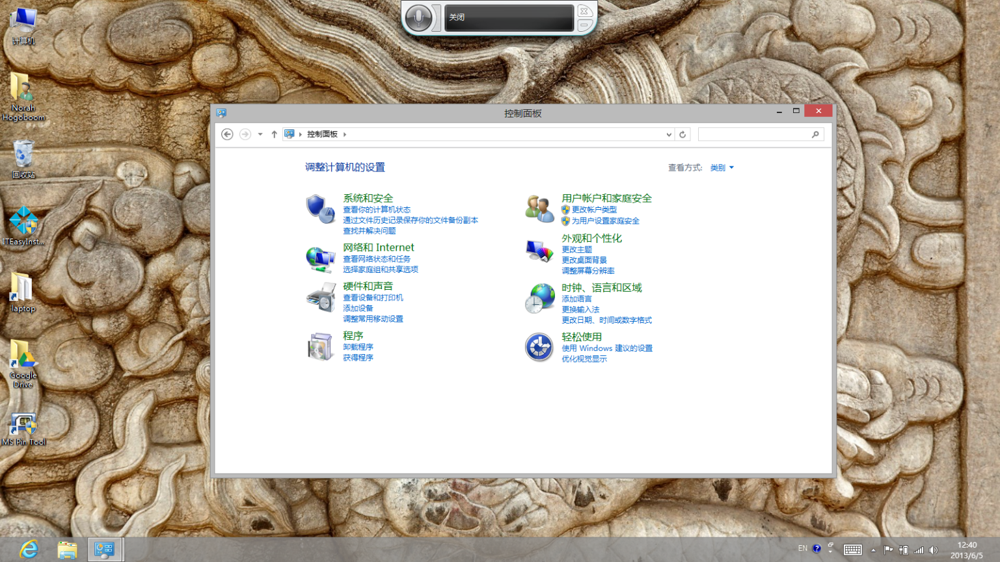 关闭
计算机
Norah
Hogoboom
回收站
ITEasyInst...
laptop
Google
Drive
IMS Pin Tool
控制面板
控制面板
调整计算机的设置
查看方式:
类别
系统和安全
查看你的计算机状态
通过文件历史记录保存你的文件备份副本
查找并解决问题
网络和 Internet
查看网络状态和任务
选择家庭组和共享选项
硬件和声音
查看设备和打印机
添加设备
调整常用移动设置
程序
卸载程序
获得程序
用户帐户和家庭安全
更改帐户类型
为用户设置家庭安全
外观和个性化
更改主题
更改桌面背景
调整屏幕分辨率
时钟、语言和区域
添加语言
更换输入法
更改日期、时间或数字格式
轻松使用
使用 Windows 建议的设置
优化视觉显示
EN
12:40
2013/6/5